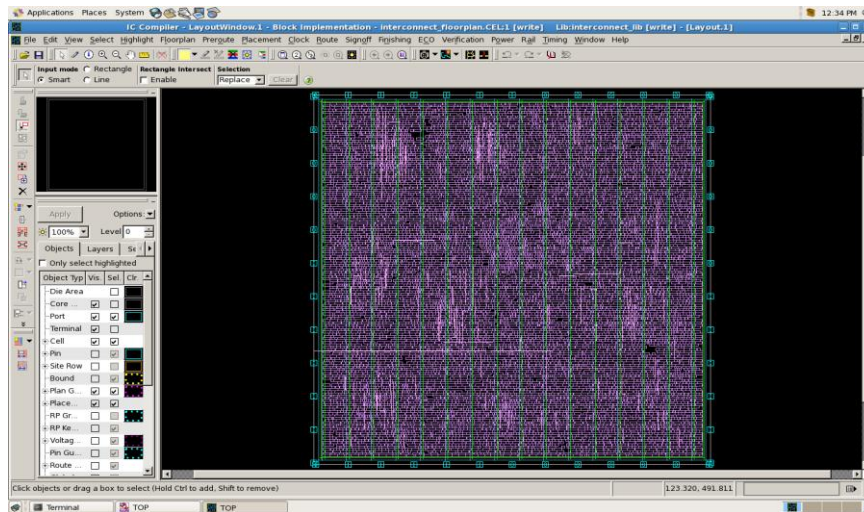 Applications Places System 12:34 PM
IC Compiler - LayoutWindow.1 - Block Implementation - interconnect_floorplan.CEL;1 [write] Lib:interconnect_lib [write] - [Layout.1]
File Edit View Select Highlight Floorplan Preroute Placement Clock Route Signoff Finishing ECO Verification Power Rail Timing Window Help
Input mode Rectangle Rectangle Intersect Selection
Smart Line Enable Replace Clear
Apply Options:
100% Level 0
Objects Layers Se
Only select highlighted
Object Typ Vis. Sel. Clr.
Die Area
Core ...
Port
Terminal
Cell
Pin
Site Row
Bound
Plan G...
Place...
RP Gr...
RP Ke...
Voltag...
Pin Gu...
Route ...
Click objects or drag a box to select (Hold Ctrl to add, Shift to remove) 123.320, 491.811
Terminal TOP TOP